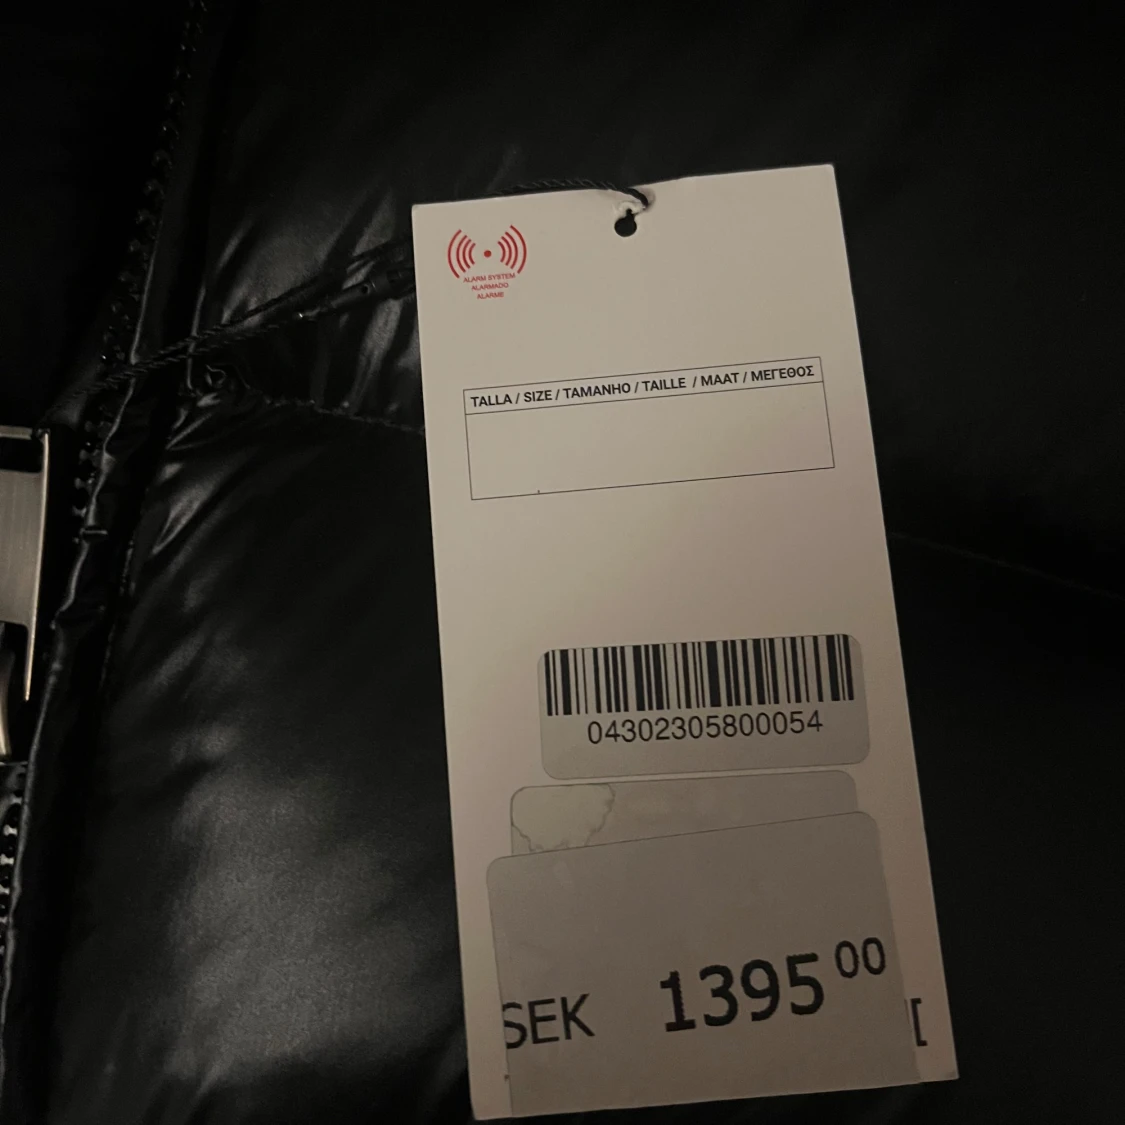 ALARM SYSTEM
ALARMADO
ALARME
TALLA / SIZE / TAMANHO / TAILLE / MAAT / ΜΕΓΕΘΟΣ
04302305800054
SEK 1395 00